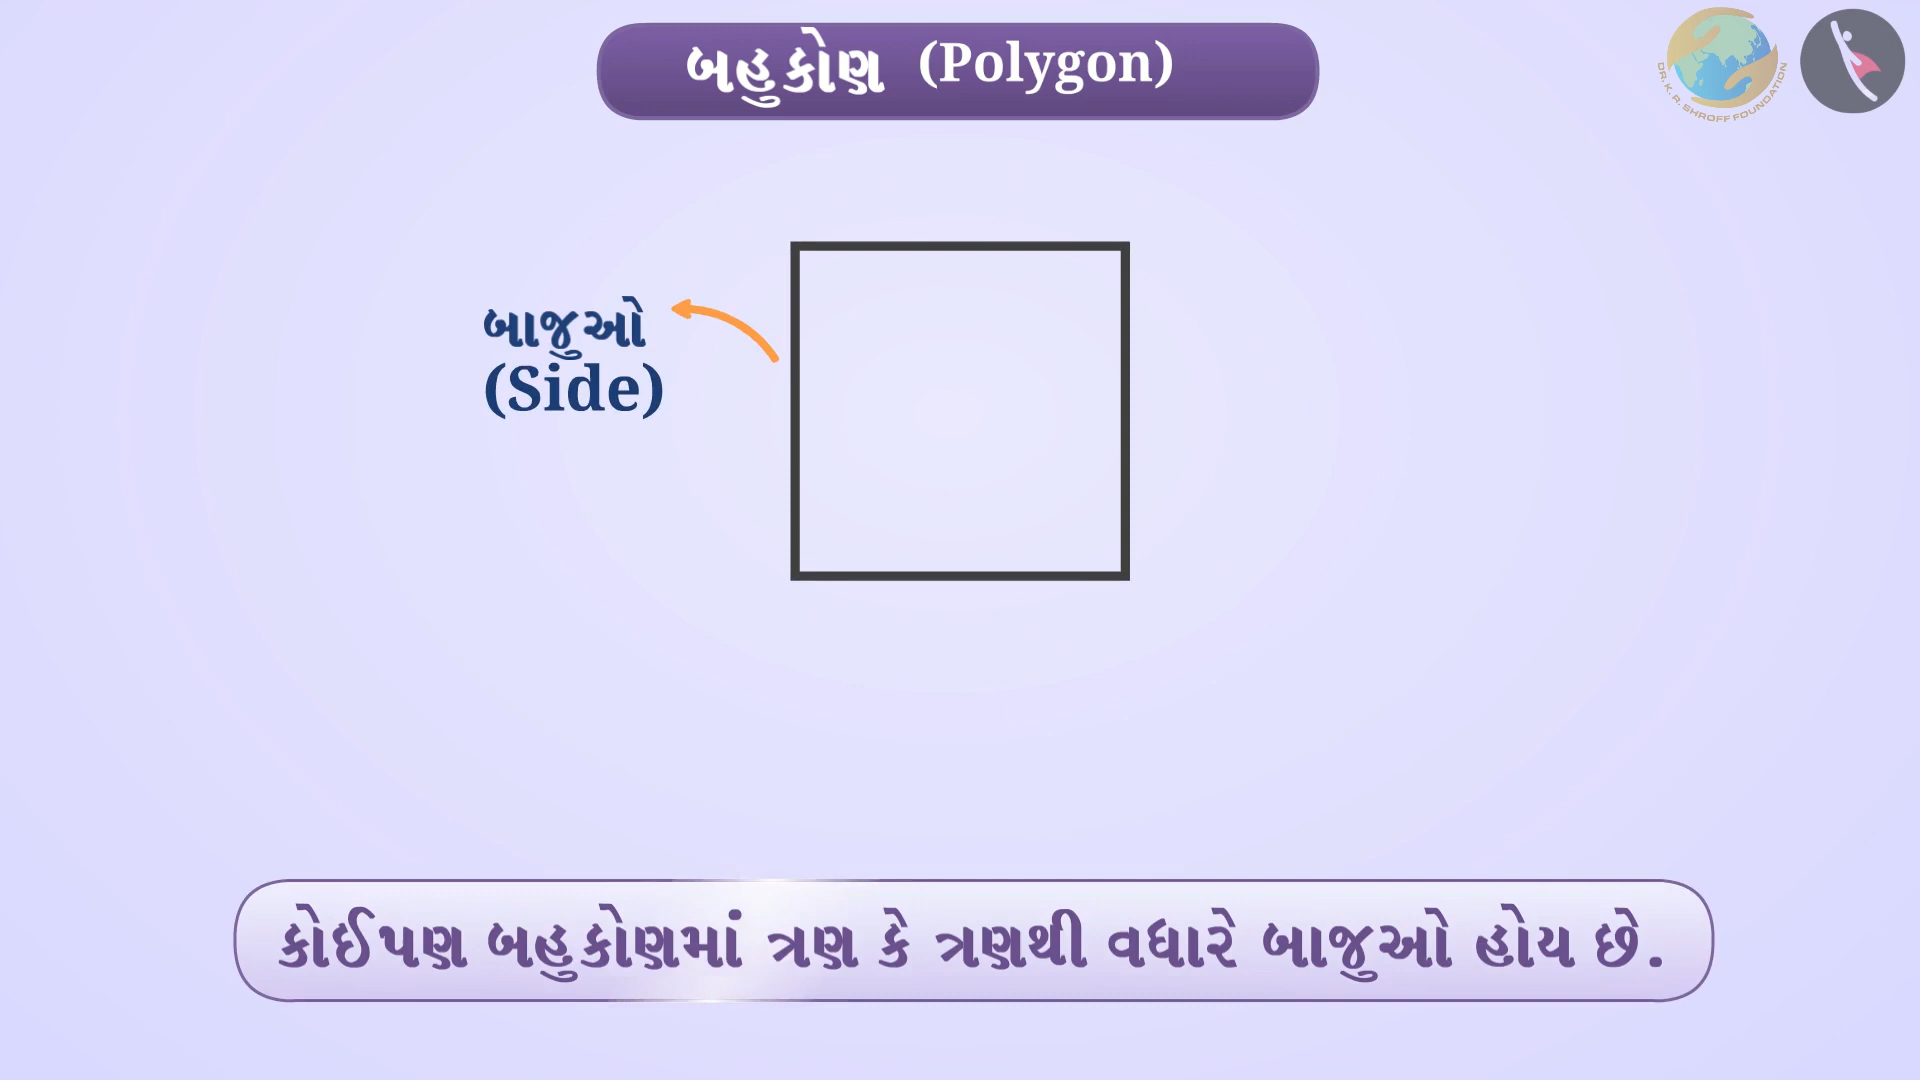 બહુકોણ (Polygon)
DR. K. R. SHROFF FOUNDATION
બાજુઓ
(Side)
કોઈપણ બહુકોણમાં ત્રણ કે ત્રણથી વધારે બાજુઓ હોય છે.